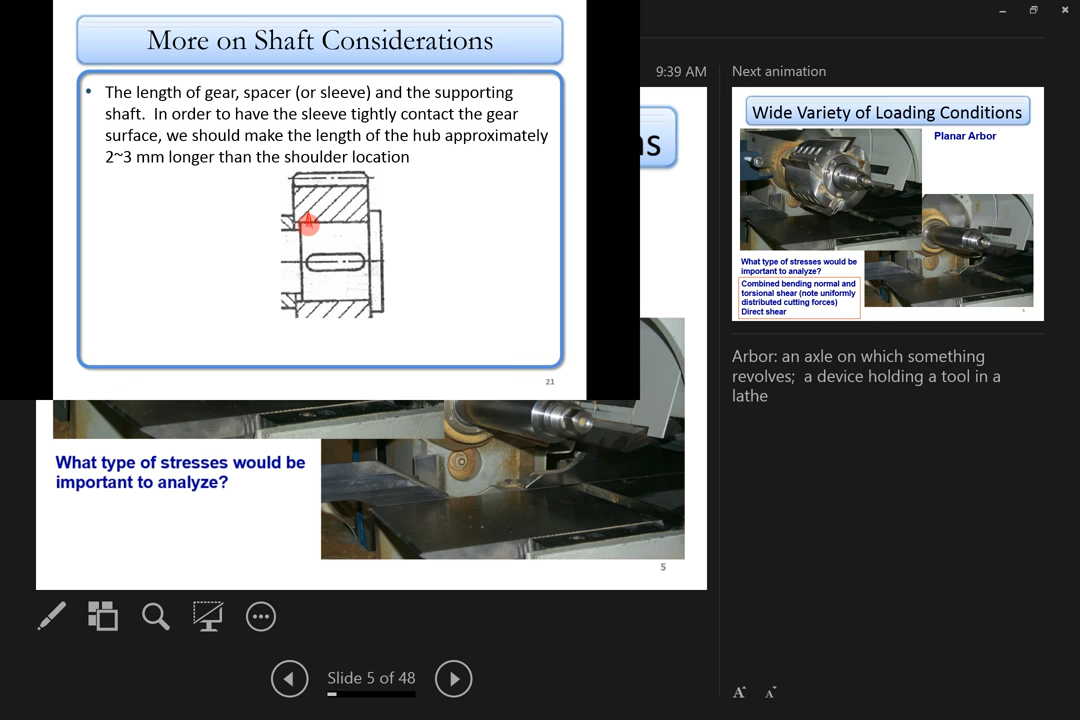 More on Shaft Considerations
• The length of gear, spacer (or sleeve) and the supporting
shaft. In order to have the sleeve tightly contact the gear
surface, we should make the length of the hub approximately
2~3 mm longer than the shoulder location
21
9:39 AM
ns
What type of stresses would be
important to analyze?
5
Slide 5 of 48
Next animation
Wide Variety of Loading Conditions
Planar Arbor
What type of stresses would be
important to analyze?
Combined bending normal and
torsional shear (note uniformly
distributed cutting forces)
Direct shear
5
Arbor: an axle on which something
revolves; a device holding a tool in a
lathe
A A